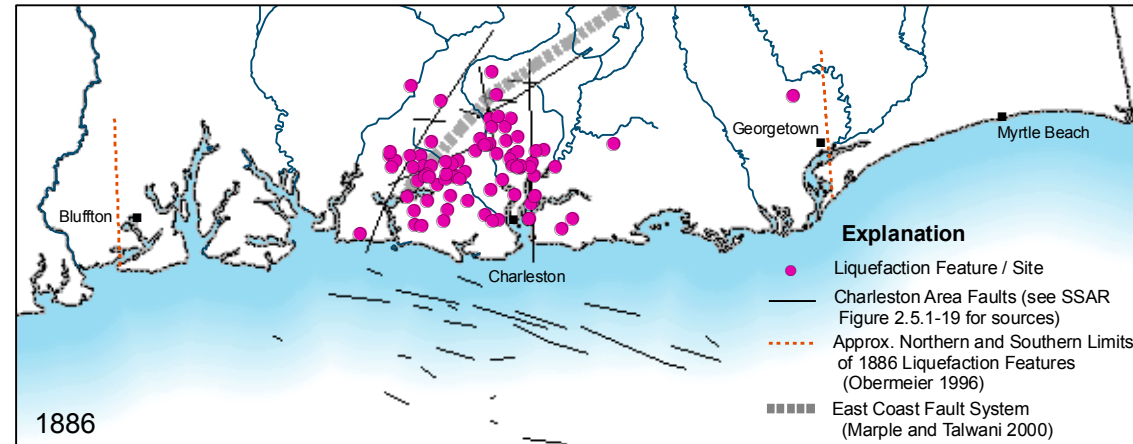 Georgetown
Myrtle Beach
Bluffton
Charleston
Explanation
Liquefaction Feature / Site
Charleston Area Faults (see SSAR
Figure 2.5.1-19 for sources)
Approx. Northern and Southern Limits
of 1886 Liquefaction Features
(Obermeier 1996)
East Coast Fault System
(Marple and Talwani 2000)
1886